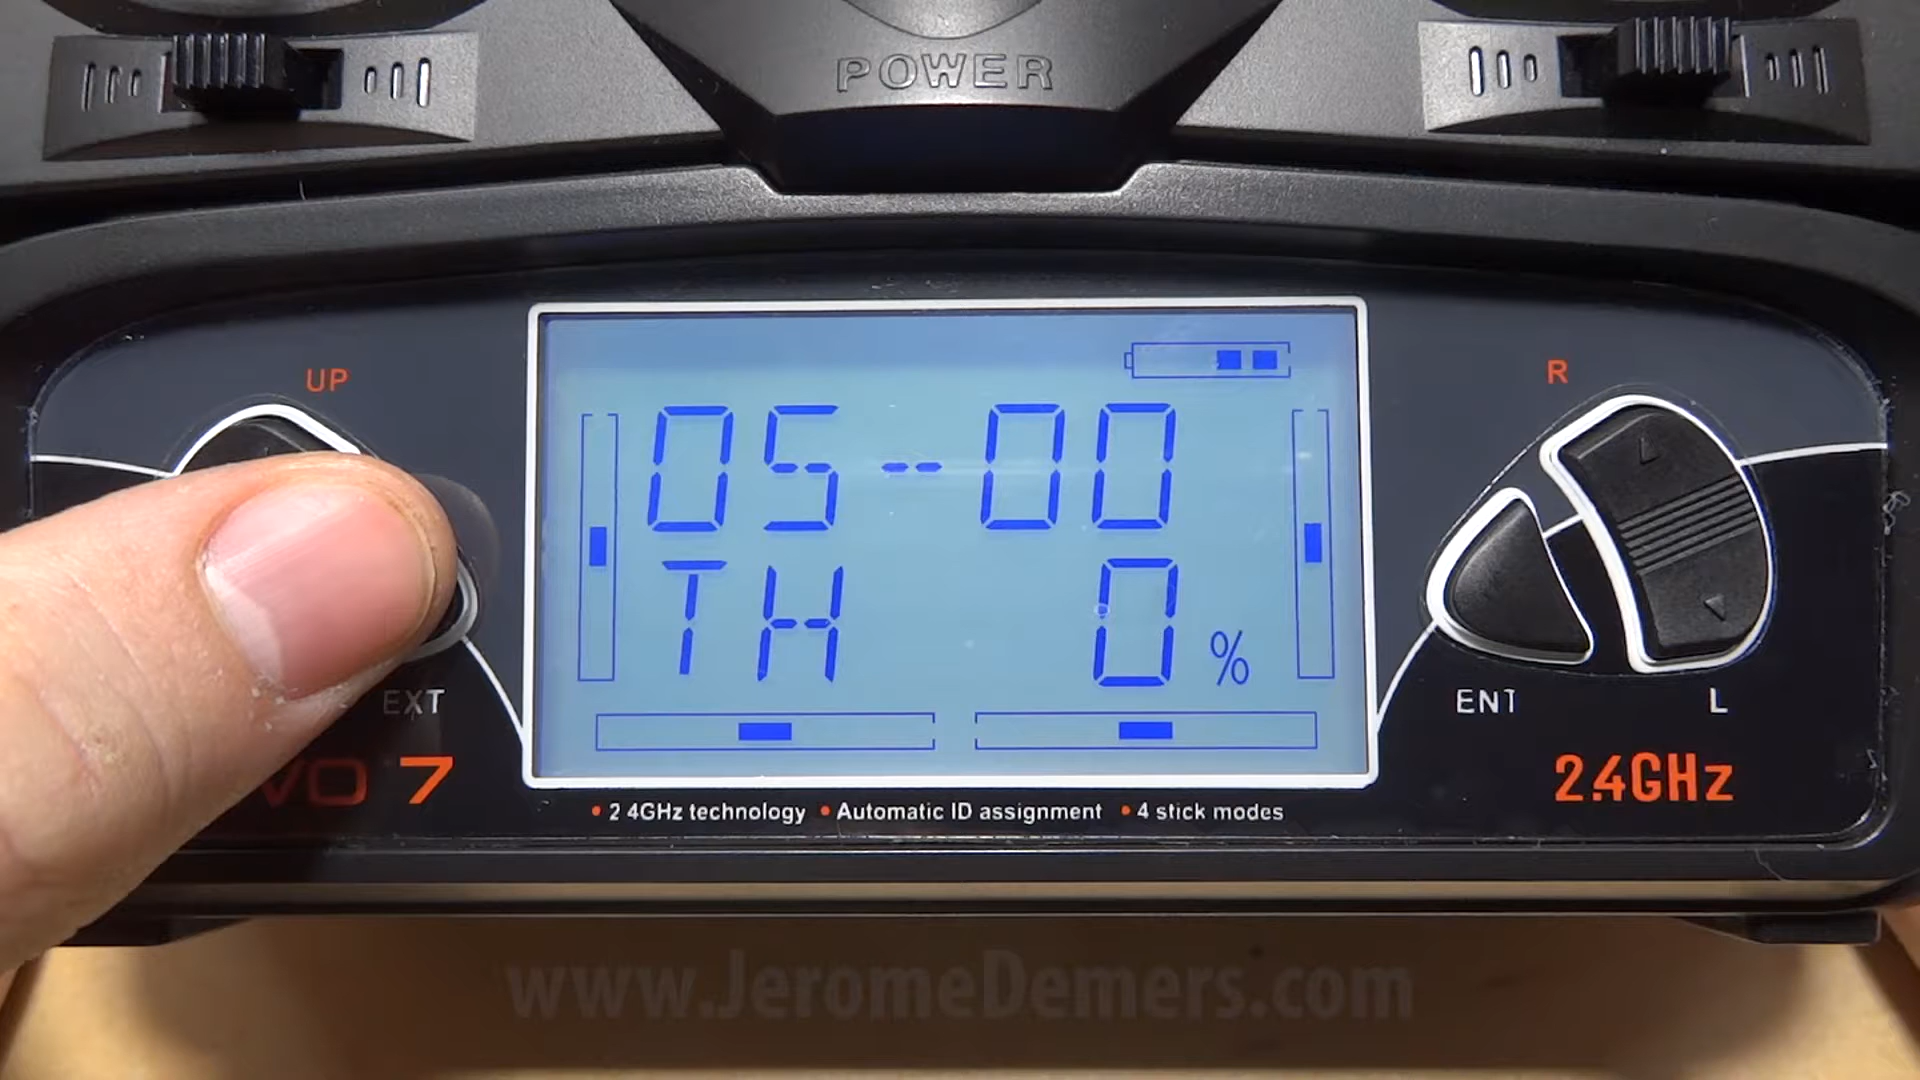 POWER
UP
R
05--00
TH 0 %
EXT
ENT
L
VO 7
2.4GHz
• 2 4GHz technology • Automatic ID assignment • 4 stick modes
www.JeromeDemers.com